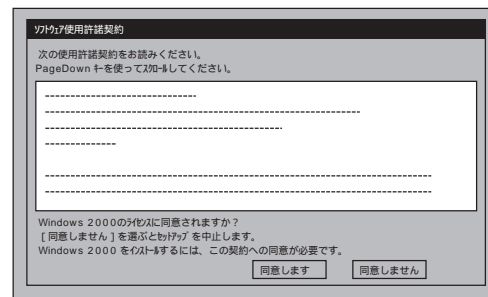 ｿﾌﾄｳｪｱ使用許諾契約
次の使用許諾契約をお読みください。
PageDown ｷｰを使ってｽｸﾛｰﾙしてください。
Windows 2000のﾗｲｾﾝｽに同意されますか？
[ 同意しません ] を選ぶとｾｯﾄｱｯﾌﾟを中止します。
Windows 2000 をｲﾝｽﾄｰﾙするには、この契約への同意が必要です。
同意します 同意しません